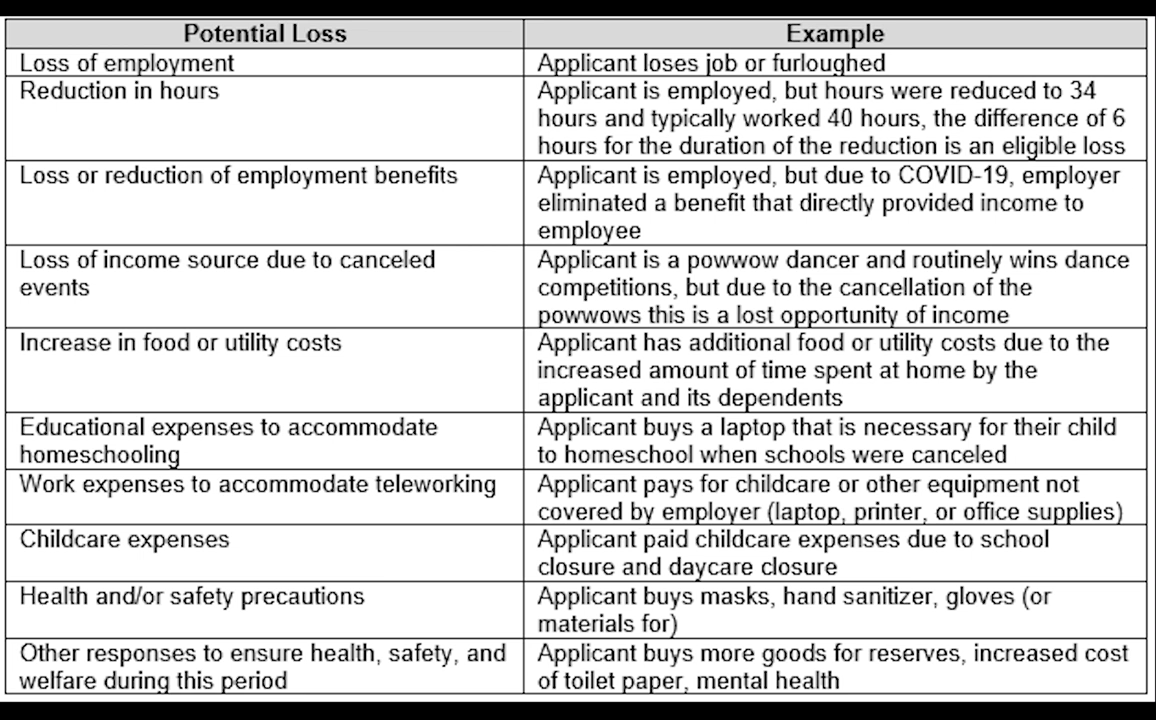 Potential Loss
Example
Loss of employment
Applicant loses job or furloughed
Reduction in hours
Applicant is employed, but hours were reduced to 34
hours and typically worked 40 hours, the difference of 6
hours for the duration of the reduction is an eligible loss
Loss or reduction of employment benefits
Applicant is employed, but due to COVID-19, employer
eliminated a benefit that directly provided income to
employee
Loss of income source due to canceled
events
Applicant is a powwow dancer and routinely wins dance
competitions, but due to the cancellation of the
powwows this is a lost opportunity of income
Increase in food or utility costs
Applicant has additional food or utility costs due to the
increased amount of time spent at home by the
applicant and its dependents
Educational expenses to accommodate
homeschooling
Applicant buys a laptop that is necessary for their child
to homeschool when schools were canceled
Work expenses to accommodate teleworking
Applicant pays for childcare or other equipment not
covered by employer (laptop, printer, or office supplies)
Childcare expenses
Applicant paid childcare expenses due to school
closure and daycare closure
Health and/or safety precautions
Applicant buys masks, hand sanitizer, gloves (or
materials for)
Other responses to ensure health, safety, and
welfare during this period
Applicant buys more goods for reserves, increased cost
of toilet paper, mental health